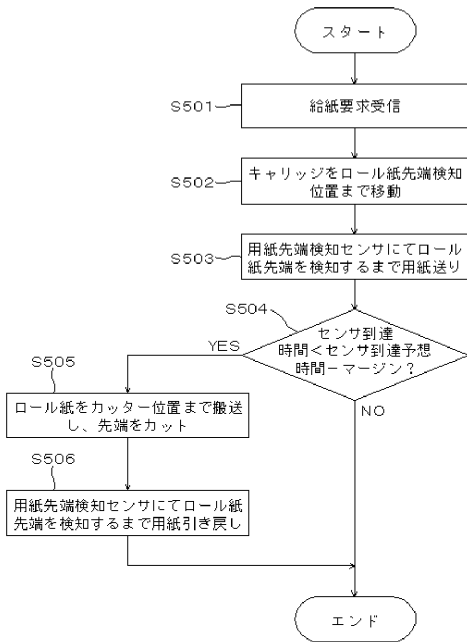 スタート
S501
給紙要求受信
S502
キャリッジをロール紙先端検知
位置まで移動
S503
用紙先端検知センサにてロール
紙先端を検知するまで用紙送り
S504
センサ到達
時間<センサ到達予想
時間−マージン?
YES
NO
S505
ロール紙をカッター位置まで搬送
し、先端をカット
S506
用紙先端検知センサにてロール紙
先端を検知するまで用紙引き戻し
エンド